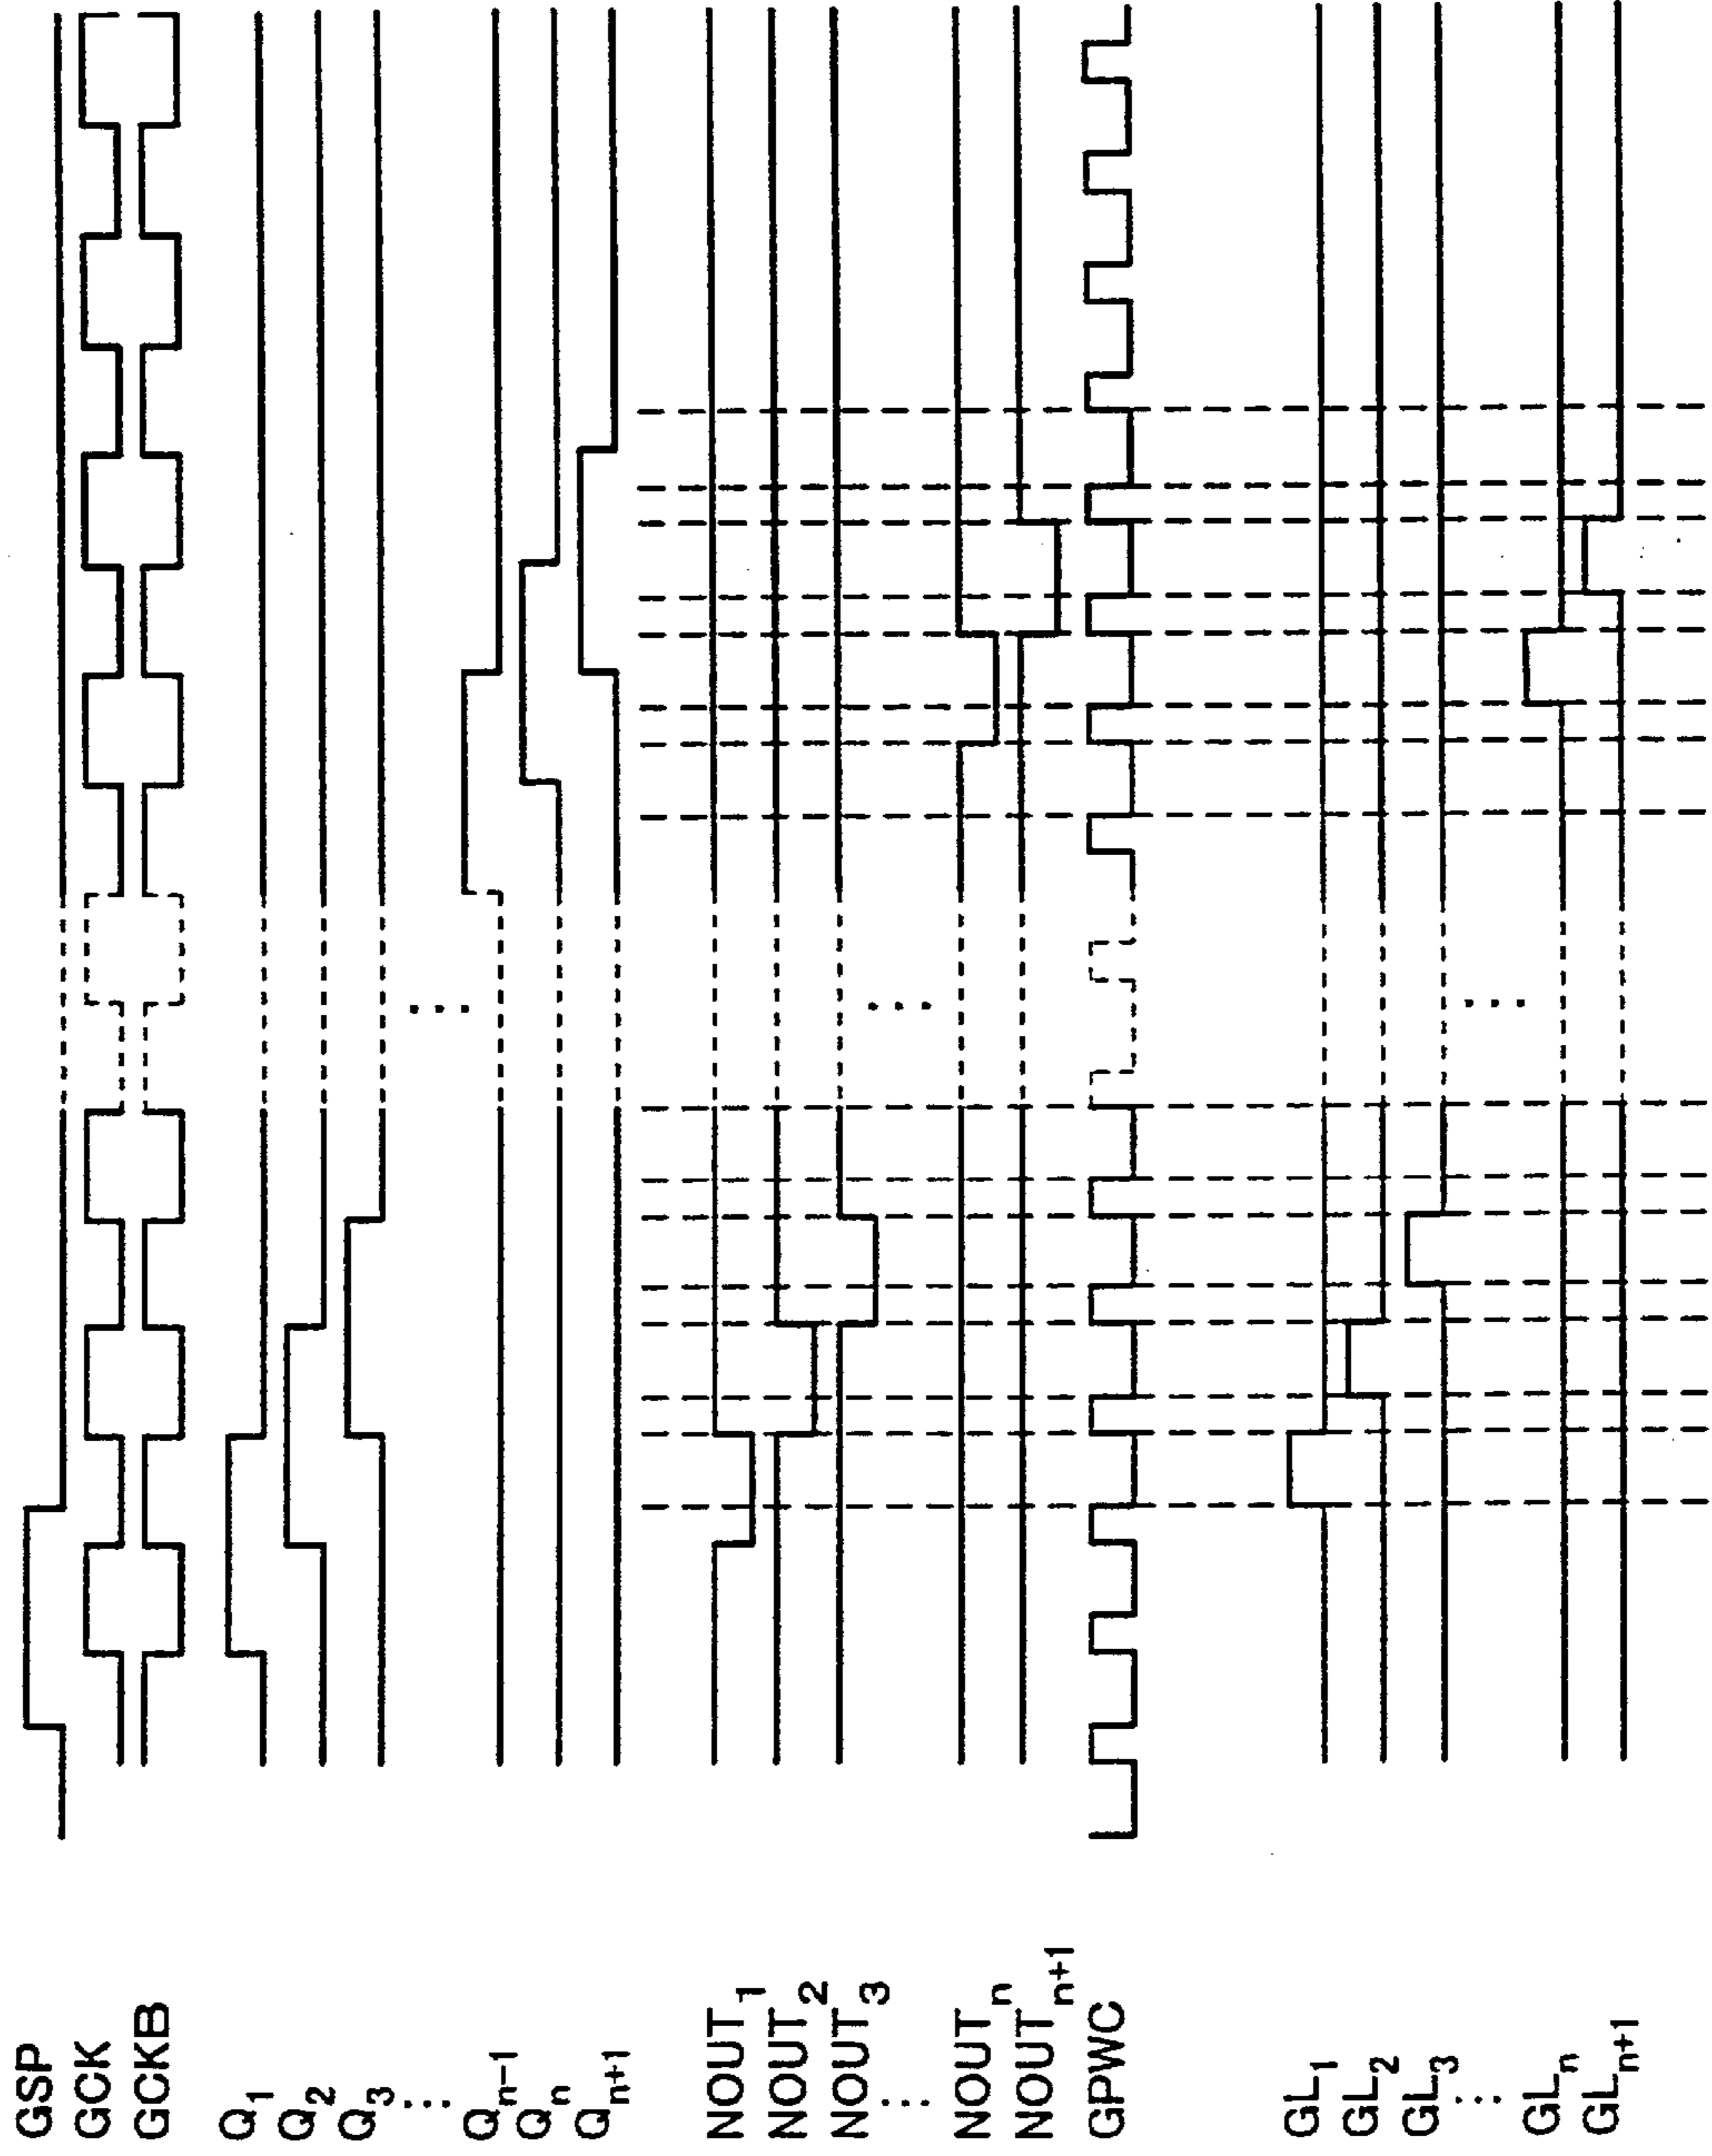 GSP
GCK
GCKB
Q1
Q2
Q3
⋮
Qn-1
Qn
Qn+1
NOUT1
NOUT2
NOUT3
⋮
NOUTn
NOUTn+1
GPWC
GL1
GL2
GL3
⋮
GLn
GLn+1